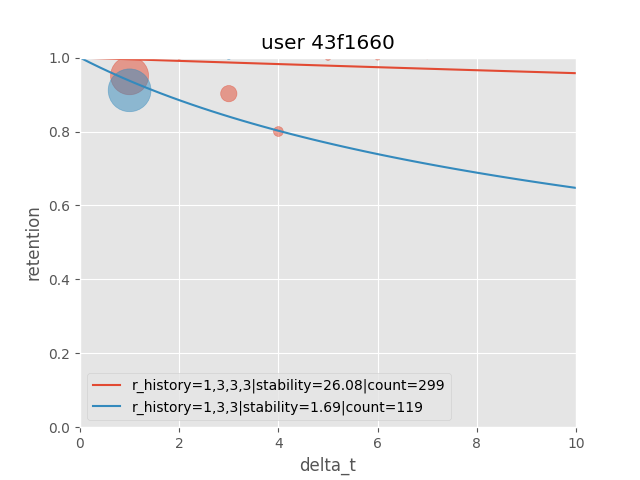 user 43f1660
1.0
0.8
0.6
0.4
0.2
0.0
retention
r_history=1,3,3,3|stability=26.08|count=299
r_history=1,3,3|stability=1.69|count=119
0 2 4 6 8 10
delta_t